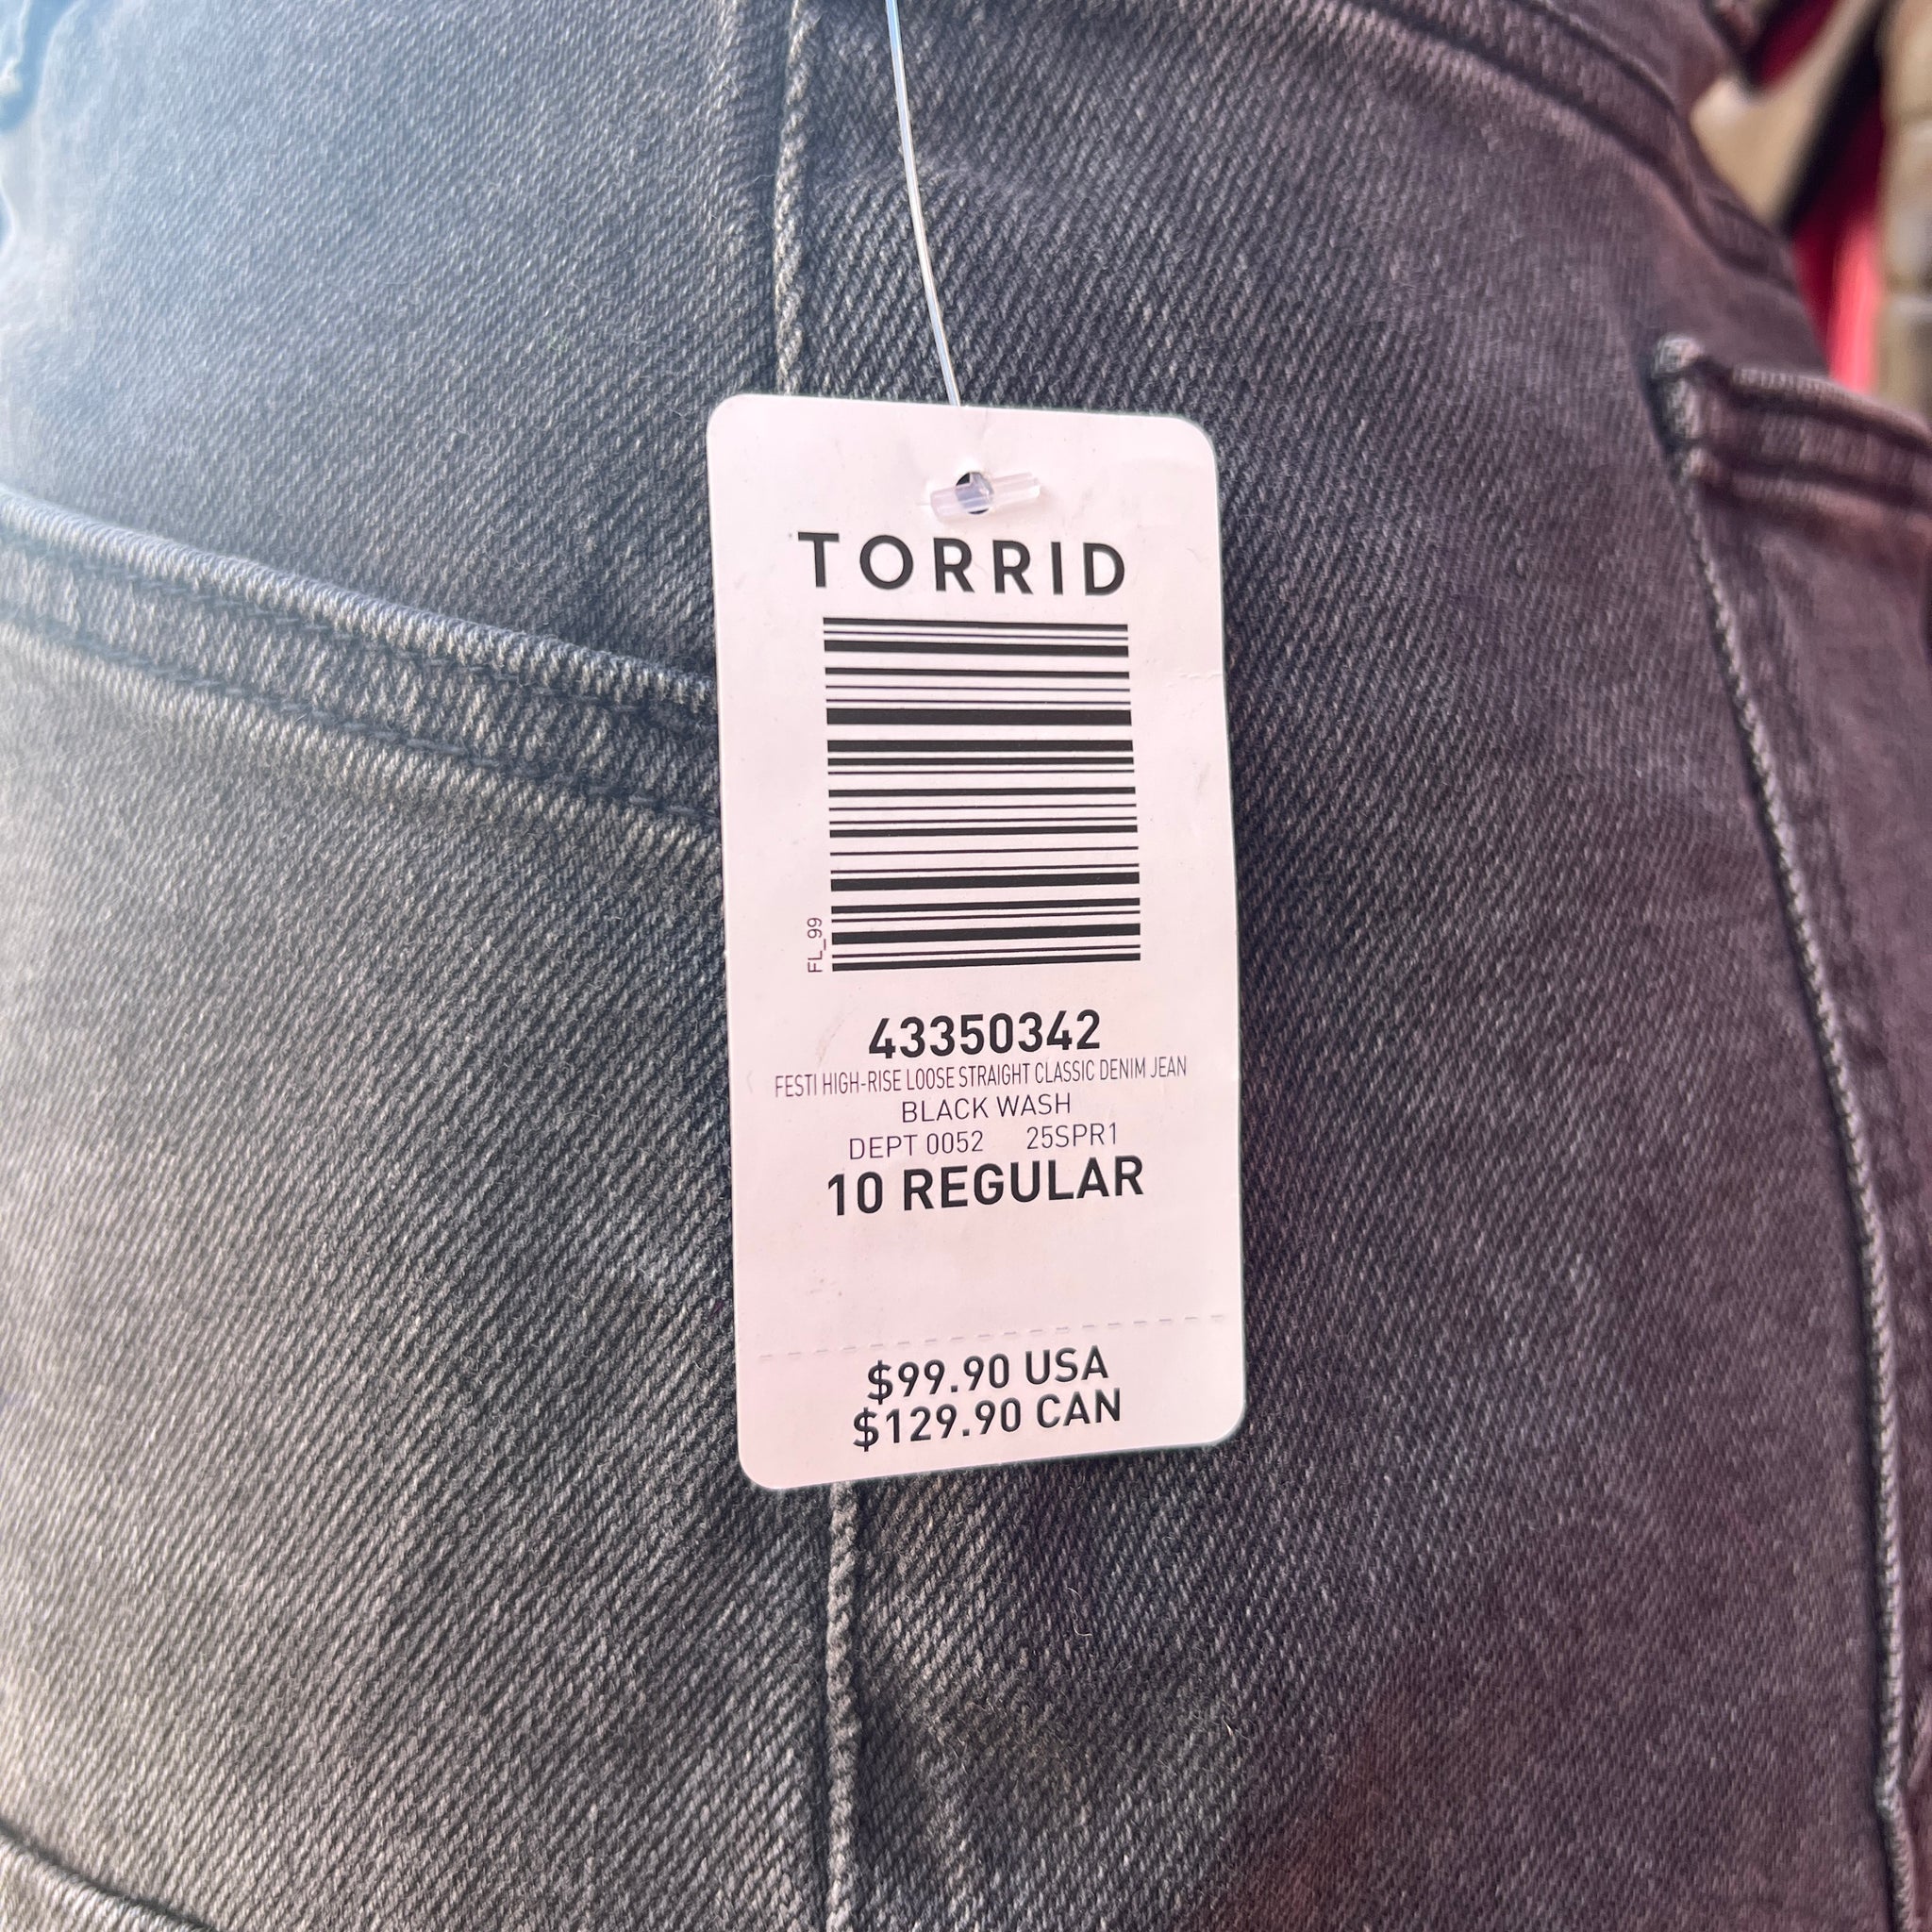 TORRID
FL_99
43350342
FESTI HIGH-RISE LOOSE STRAIGHT CLASSIC DENIM JEAN
BLACK WASH
DEPT 0052 25SPR1
10 REGULAR
$99.90 USA
$129.90 CAN